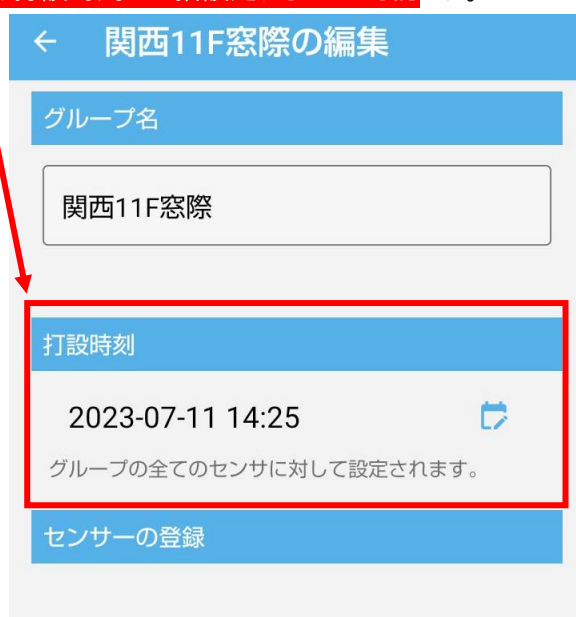 関西11F窓際の編集
グループ名
関西11F窓際
打設時刻
2023-07-11 14:25
グループの全てのセンサに対して設定されます。
センサーの登録